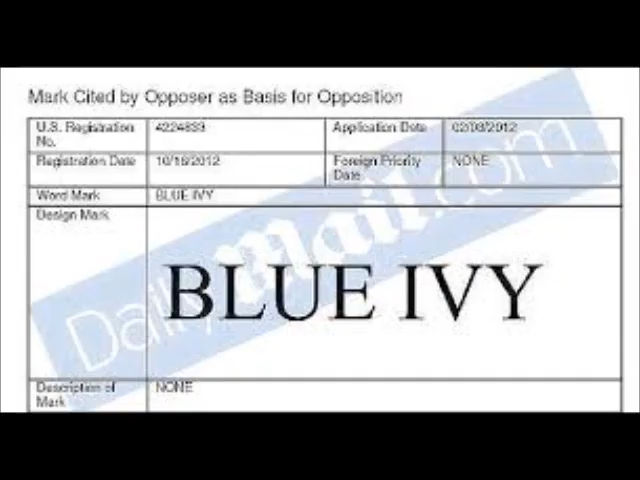 Mark Cited by Opposer as Basis for Opposition
U.S. Registration No. 4224833 Application Date 02/08/2012
Registration Date 10/16/2012 Foreign Priority Date NONE
Word Mark BLUE IVY
Design Mark
BLUE IVY
Description of Mark NONE
DailyMail.com